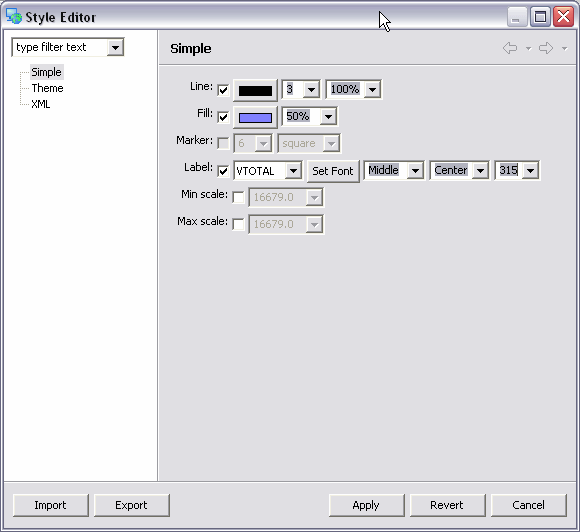 Style Editor
type filter text
Simple
Theme
XML
Simple
Line: 3 100%
Fill: 50%
Marker: 6 square
Label: VTOTAL Set Font Middle Center 315
Min scale: 16679.0
Max scale: 16679.0
Import Export Apply Revert Cancel